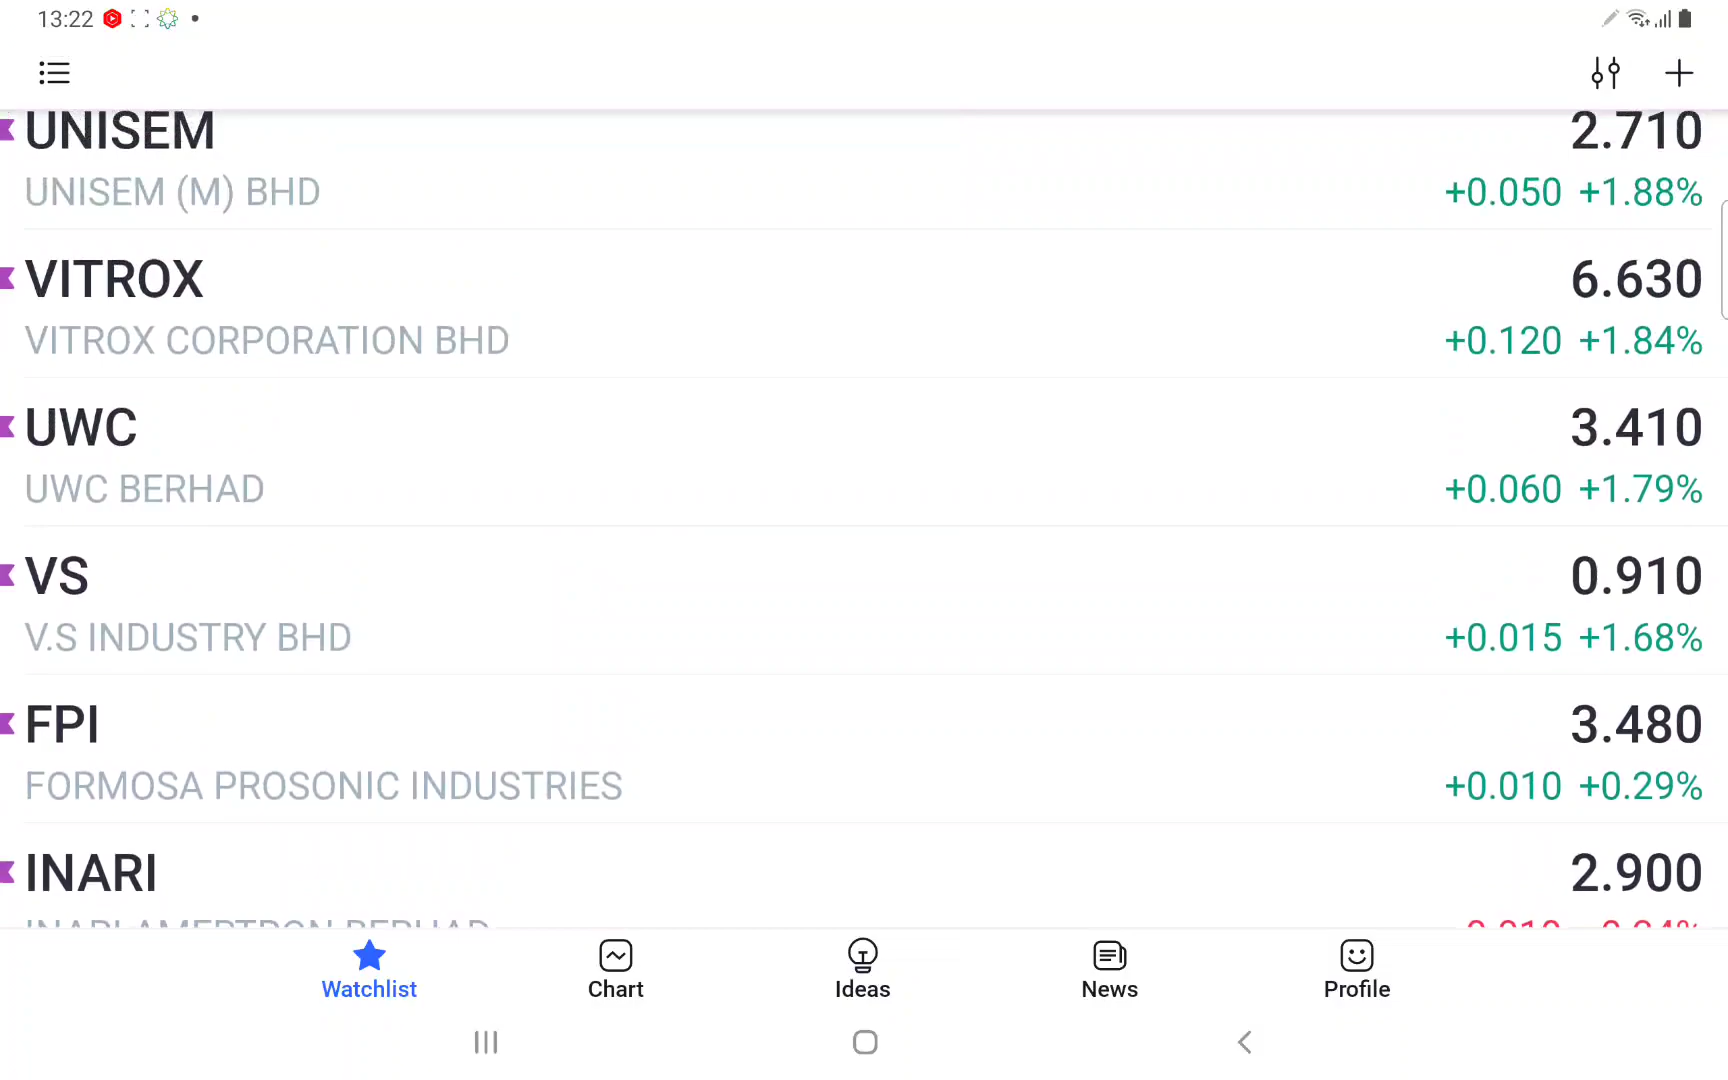 13:22
UNISEM 2.710
UNISEM (M) BHD +0.050 +1.88%
VITROX 6.630
VITROX CORPORATION BHD +0.120 +1.84%
UWC 3.410
UWC BERHAD +0.060 +1.79%
VS 0.910
V.S INDUSTRY BHD +0.015 +1.68%
FPI 3.480
FORMOSA PROSONIC INDUSTRIES +0.010 +0.29%
INARI 2.900
INARI AMERTRON BERHAD
Watchlist Chart Ideas News Profile